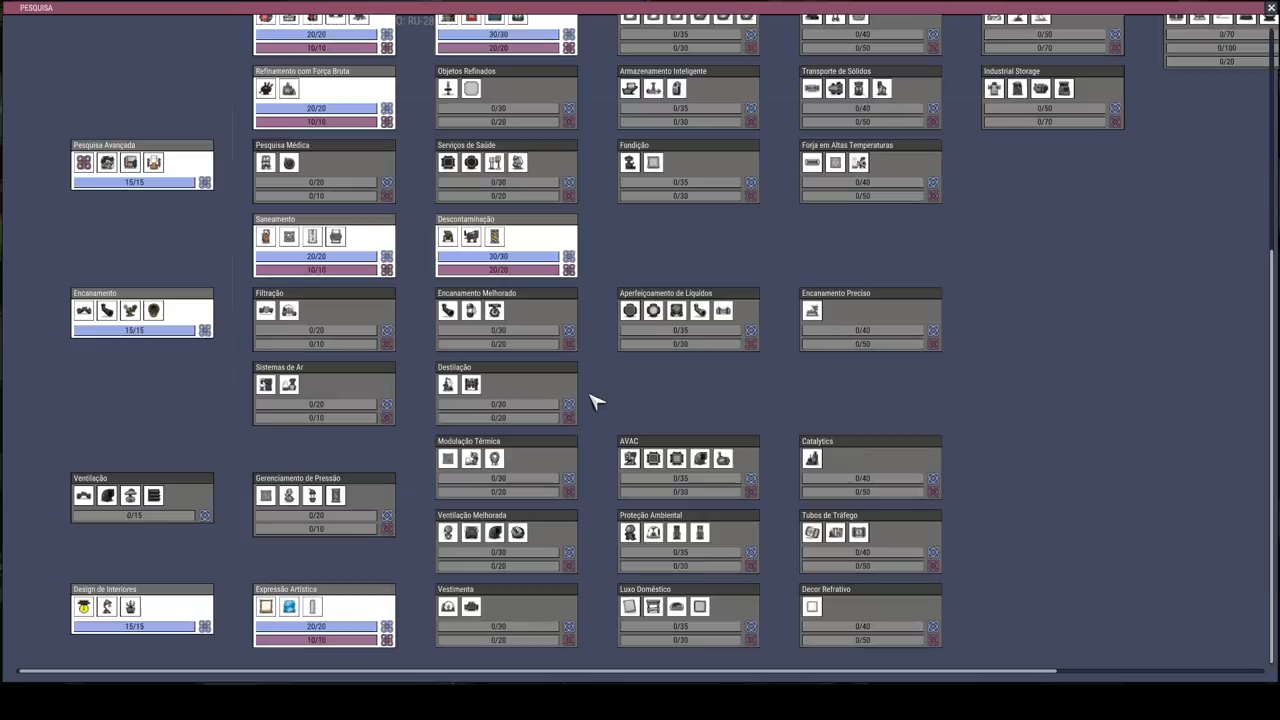 PESQUISA
O: RU-28
20/20
10/10
30/30
20/20
0/35
0/30
0/40
0/50
0/50
0/70
0/70
0/100
0/20
Refinamento com Força Bruta
20/20
10/10
Objetos Refinados
0/30
0/20
Armazenamento Inteligente
0/35
0/30
Transporte de Sólidos
0/40
0/50
Industrial Storage
0/50
0/70
Pesquisa Avançada
15/15
Pesquisa Médica
0/20
0/10
Serviços de Saúde
0/30
0/20
Fundição
0/35
0/30
Forja em Altas Temperaturas
0/40
0/50
Saneamento
20/20
10/10
Descontaminação
30/30
20/20
Encanamento
15/15
Filtração
0/20
0/10
Encanamento Melhorado
0/30
0/20
Aperfeiçoamento de Líquidos
0/35
0/30
Encanamento Preciso
0/40
0/50
Sistemas de Ar
0/20
0/10
Destilação
0/30
0/20
Modulação Térmica
0/30
0/20
AVAC
0/35
0/30
Catalytics
0/40
0/50
Ventilação
0/15
Gerenciamento de Pressão
0/20
0/10
Ventilação Melhorada
0/30
0/20
Proteção Ambiental
0/35
0/30
Tubos de Tráfego
0/40
0/50
Design de Interiores
15/15
Expressão Artística
20/20
10/10
Vestimenta
0/30
0/20
Luxo Doméstico
0/35
0/30
Decor Refrativo
0/40
0/50